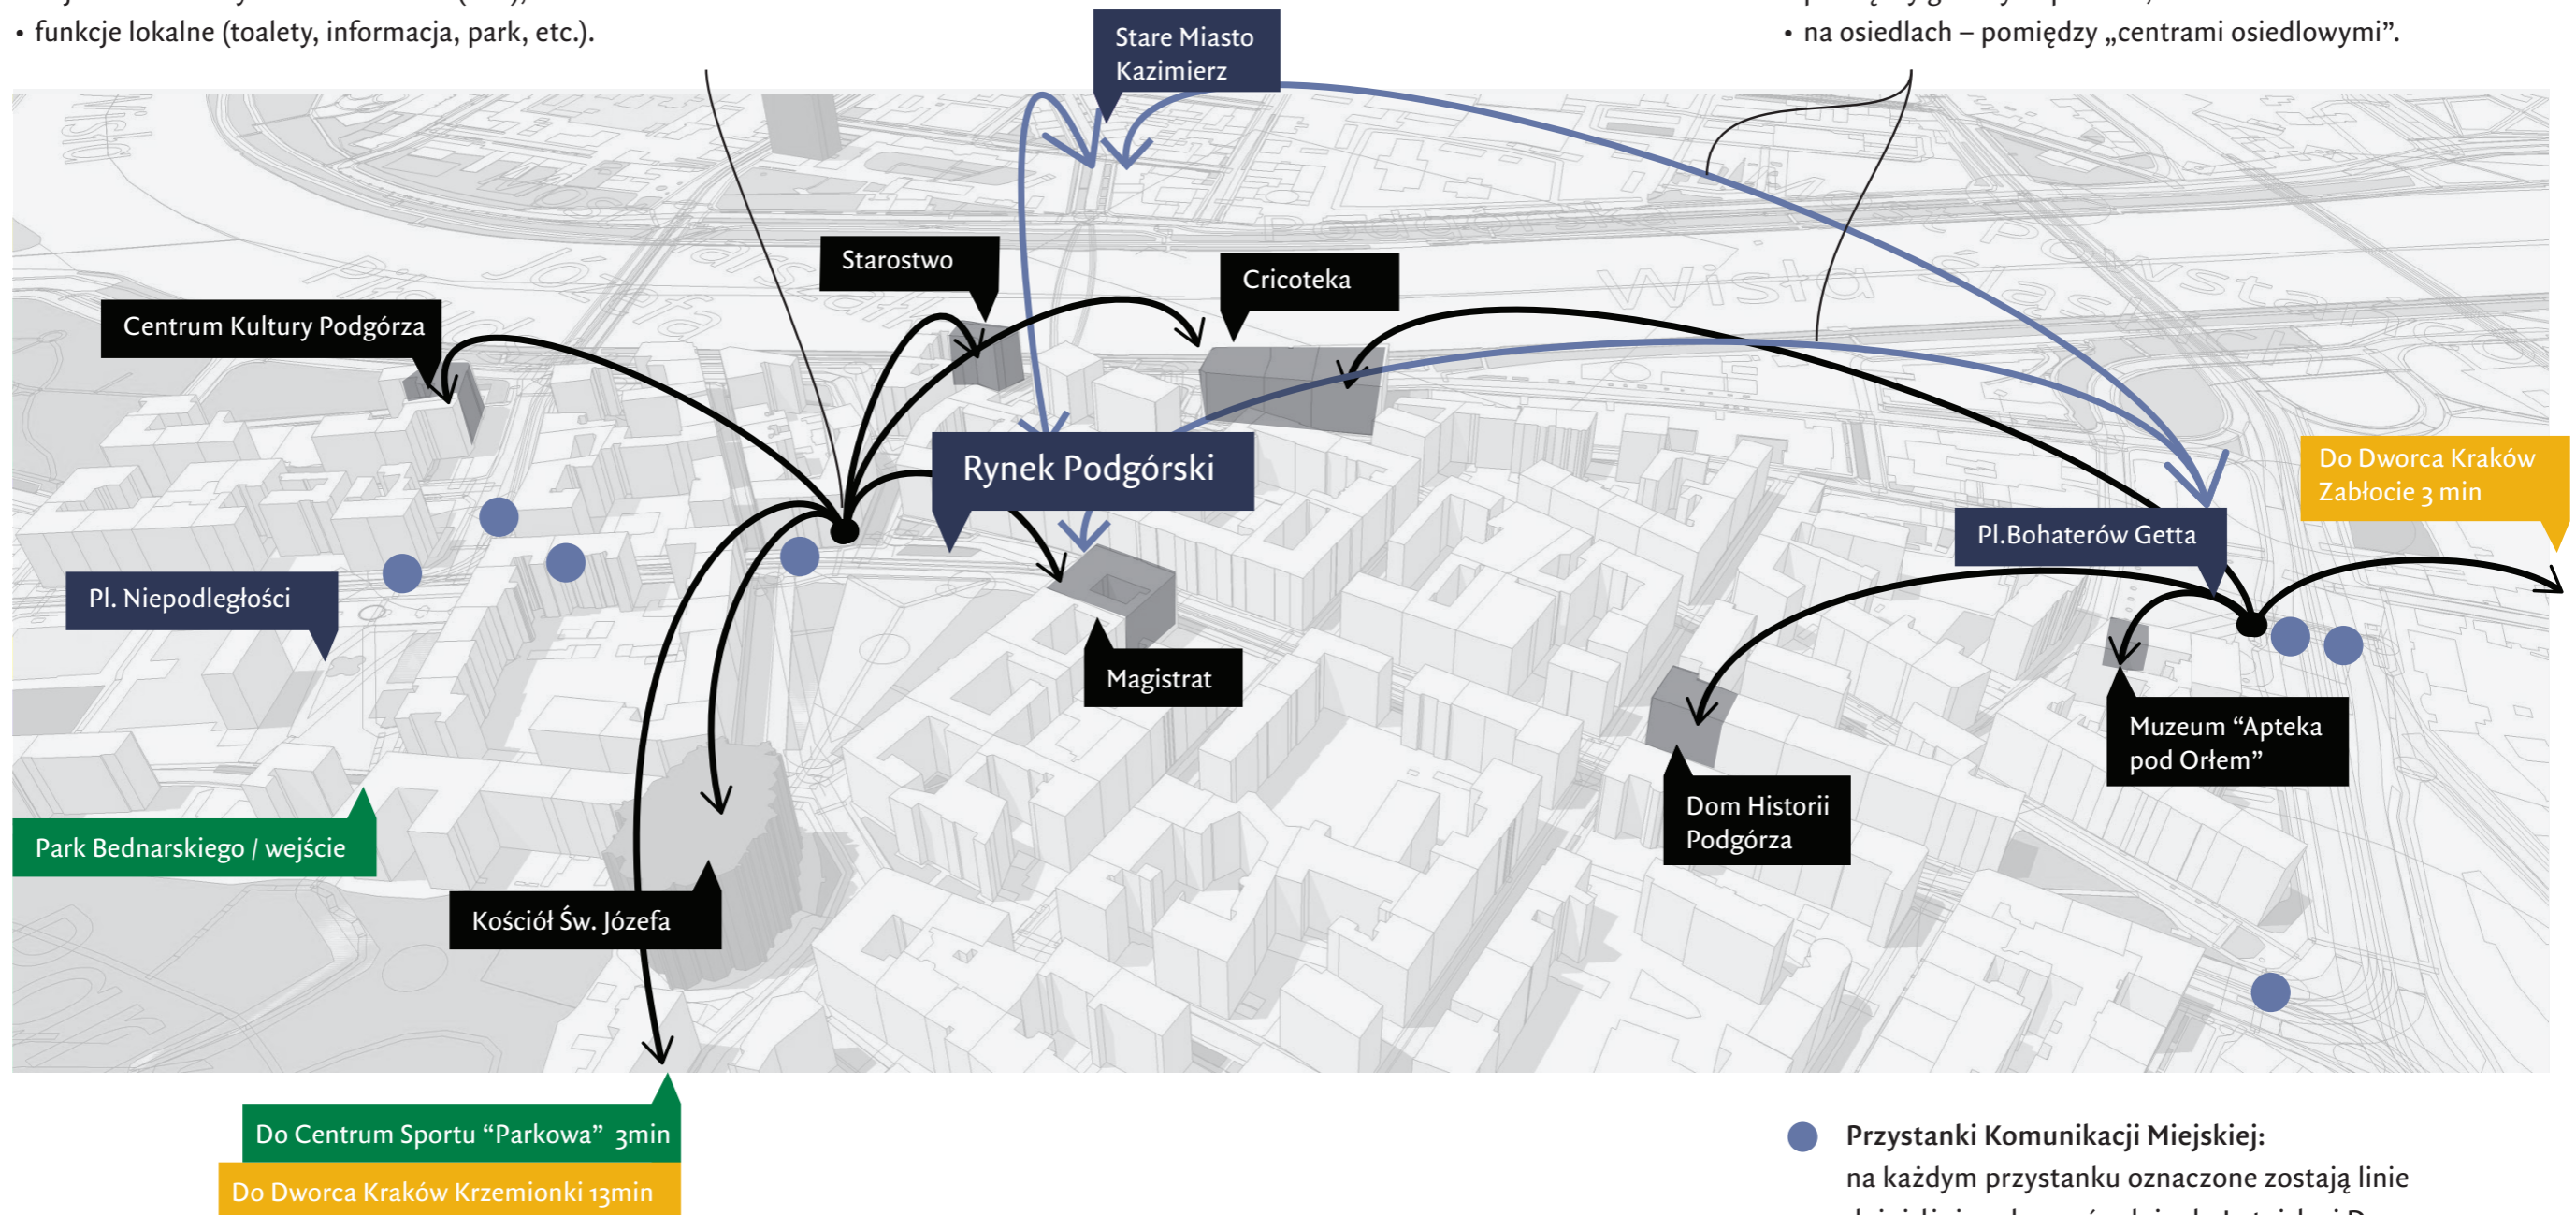 • funkcje lokalne (toalety, informacja, park, etc.).
• na osiedlach – pomiędzy „centrami osiedlowymi”.
Stare Miasto
Kazimierz
Starostwo
Cricoteka
Centrum Kultury Podgórza
Rynek Podgórski
Do Dworca Kraków
Zabłocie 3 min
Pl.Bohaterów Getta
Pl. Niepodległości
Magistrat
Muzeum “Apteka
pod Orłem”
Dom Historii
Podgórza
Park Bednarskiego / wejście
Kościół Św. Józefa
Wisła
Do Centrum Sportu “Parkowa” 3min
Do Dworca Kraków Krzemionki 13min
Przystanki Komunikacji Miejskiej:
na każdym przystanku oznaczone zostają linie